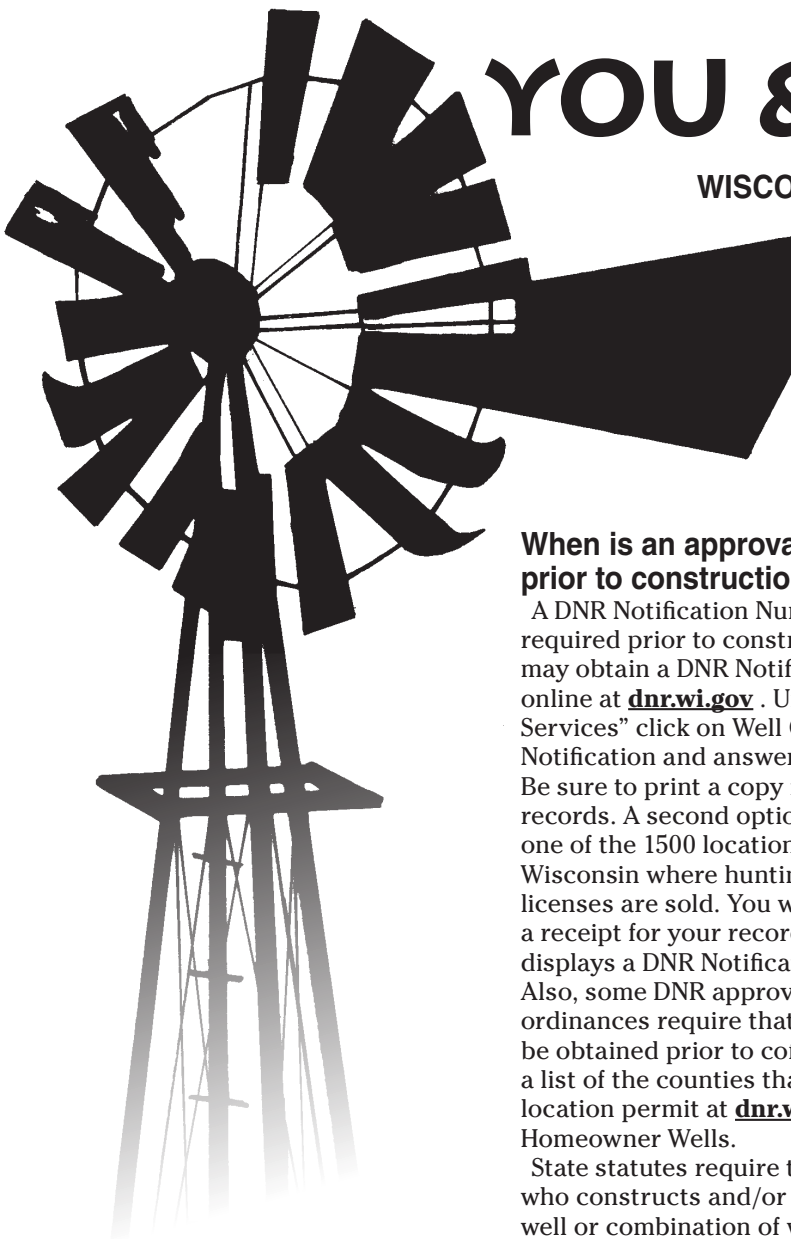 YOU &
WISCO
When is an approva
prior to constructio
A DNR Notification Nu
required prior to constr
may obtain a DNR Notif
online at dnr.wi.gov . U
Services” click on Well
Notification and answer
Be sure to print a copy
records. A second optio
one of the 1500 location
Wisconsin where huntin
licenses are sold. You w
a receipt for your recor
displays a DNR Notifica
Also, some DNR approv
ordinances require that
be obtained prior to con
a list of the counties tha
location permit at dnr.w
Homeowner Wells.
State statutes require t
who constructs and/or
well or combination of w